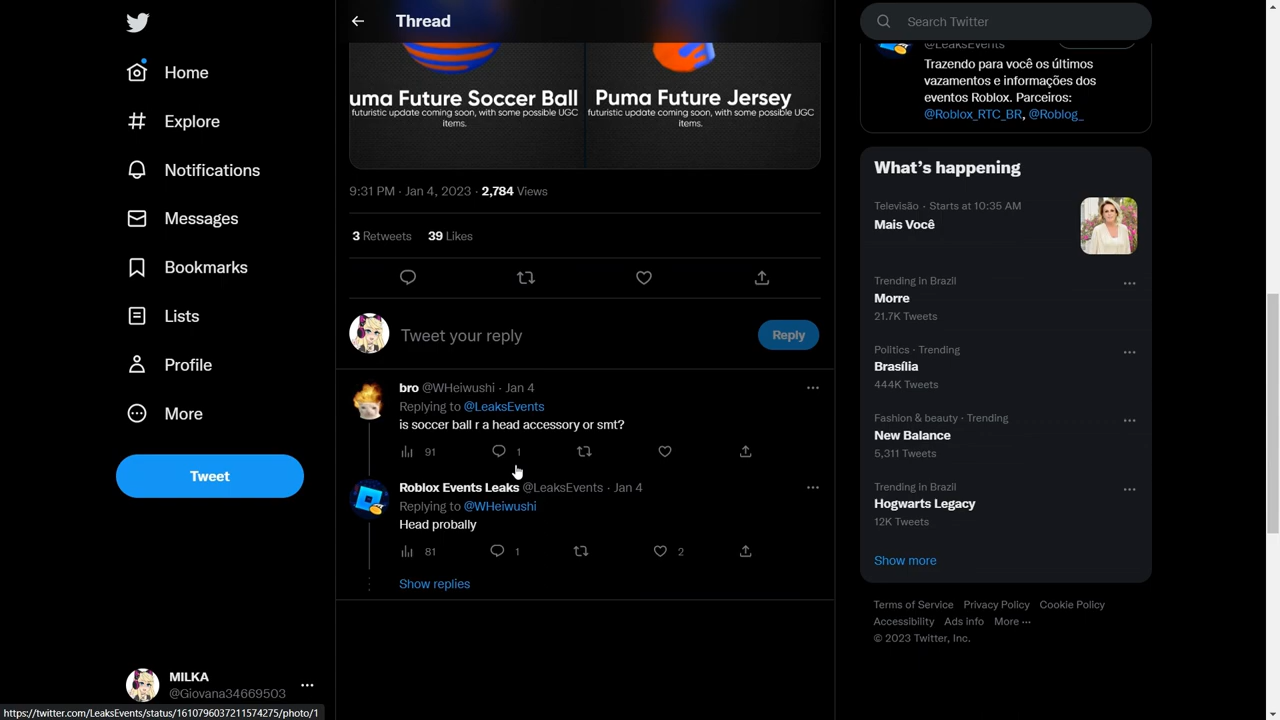 Home
Explore
Notifications
Messages
Bookmarks
Lists
Profile
More
Tweet
MILKA
@Giovana34669503
https://twitter.com/LeaksEvents/status/1610796037211574275/photo/1
Thread
uma Future Soccer Ball
futuristic update coming soon, with some possible UGC
items.
Puma Future Jersey
futuristic update coming soon, with some possible UGC
items.
9:31 PM · Jan 4, 2023 · 2,784 Views
3 Retweets 39 Likes
Tweet your reply
Reply
bro @WHeiwushi · Jan 4
Replying to @LeaksEvents
is soccer ball r a head accessory or smt?
91 1
Roblox Events Leaks @LeaksEvents · Jan 4
Replying to @WHeiwushi
Head probally
81 1 2
Show replies
Search Twitter
@LeaksEvents
Trazendo para você os últimos
vazamentos e informações dos
eventos Roblox. Parceiros:
@Roblox_RTC_BR, @Roblog_
What's happening
Televisão · Starts at 10:35 AM
Mais Você
Trending in Brazil
Morre
21.7K Tweets
Politics · Trending
Brasília
444K Tweets
Fashion & beauty · Trending
New Balance
5,311 Tweets
Trending in Brazil
Hogwarts Legacy
12K Tweets
Show more
Terms of Service Privacy Policy Cookie Policy
Accessibility Ads info More ···
© 2023 Twitter, Inc.